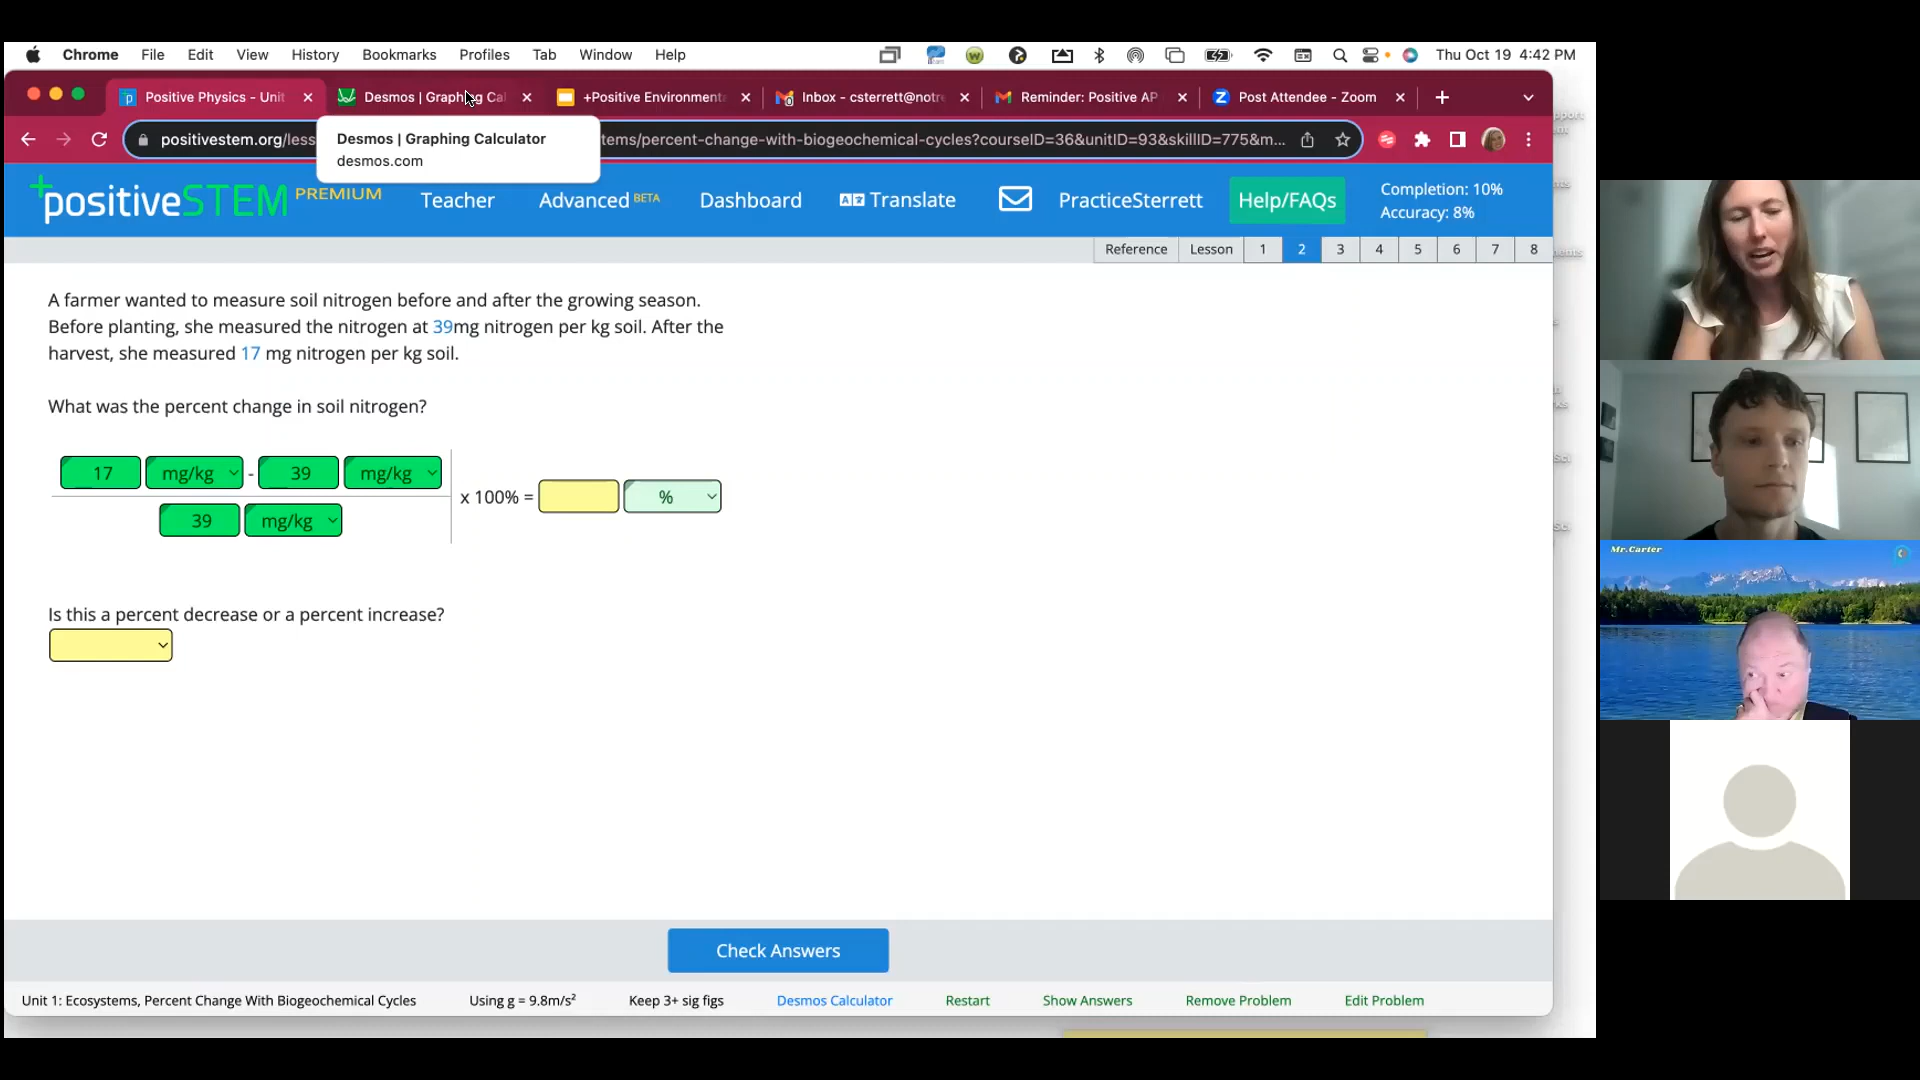 Chrome File Edit View History Bookmarks Profiles Tab Window Help Thu Oct 19 4:42 PM
Positive Physics - Unit Desmos | Graphing Cal +Positive Environment Inbox - csterrett@notr Reminder: Positive AP Post Attendee - Zoom
positivestem.org/less tems/percent-change-with-biogeochemical-cycles?courseID=36&unitID=93&skillID=775&m...
Desmos | Graphing Calculator
desmos.com
+positiveSTEM PREMIUM Teacher Advanced BETA Dashboard Translate PracticeSterrett Help/FAQs
Completion: 10%
Accuracy: 8%
Reference Lesson 1 2 3 4 5 6 7 8
A farmer wanted to measure soil nitrogen before and after the growing season.
Before planting, she measured the nitrogen at 39mg nitrogen per kg soil. After the
harvest, she measured 17 mg nitrogen per kg soil.
What was the percent change in soil nitrogen?
17 mg/kg - 39 mg/kg
x 100% = %
39 mg/kg
Is this a percent decrease or a percent increase?
Check Answers
Unit 1: Ecosystems, Percent Change With Biogeochemical Cycles Using g = 9.8m/s² Keep 3+ sig figs Desmos Calculator Restart Show Answers Remove Problem Edit Problem
Mr.Carter